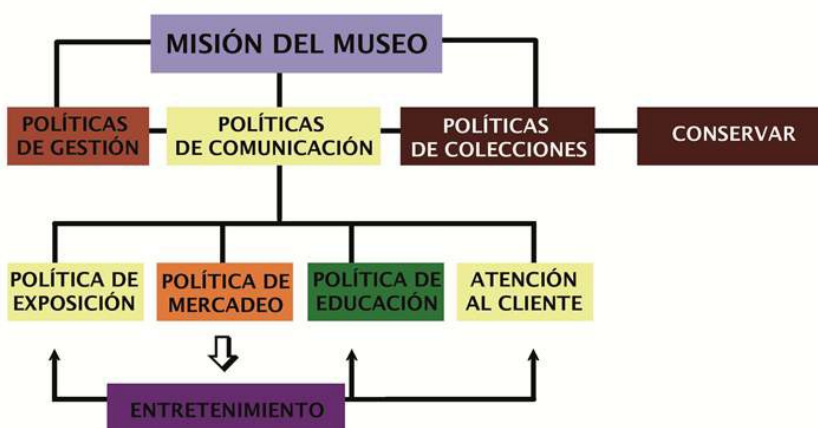 MISIÓN DEL MUSEO
POLÍTICAS
DE GESTIÓN
POLÍTICAS
DE COMUNICACIÓN
POLÍTICAS
DE COLECCIONES
CONSERVAR
POLÍTICA DE
EXPOSICIÓN
POLÍTICA DE
MERCADEO
POLÍTICA DE
EDUCACIÓN
ATENCIÓN
AL CLIENTE
ENTRETENIMIENTO